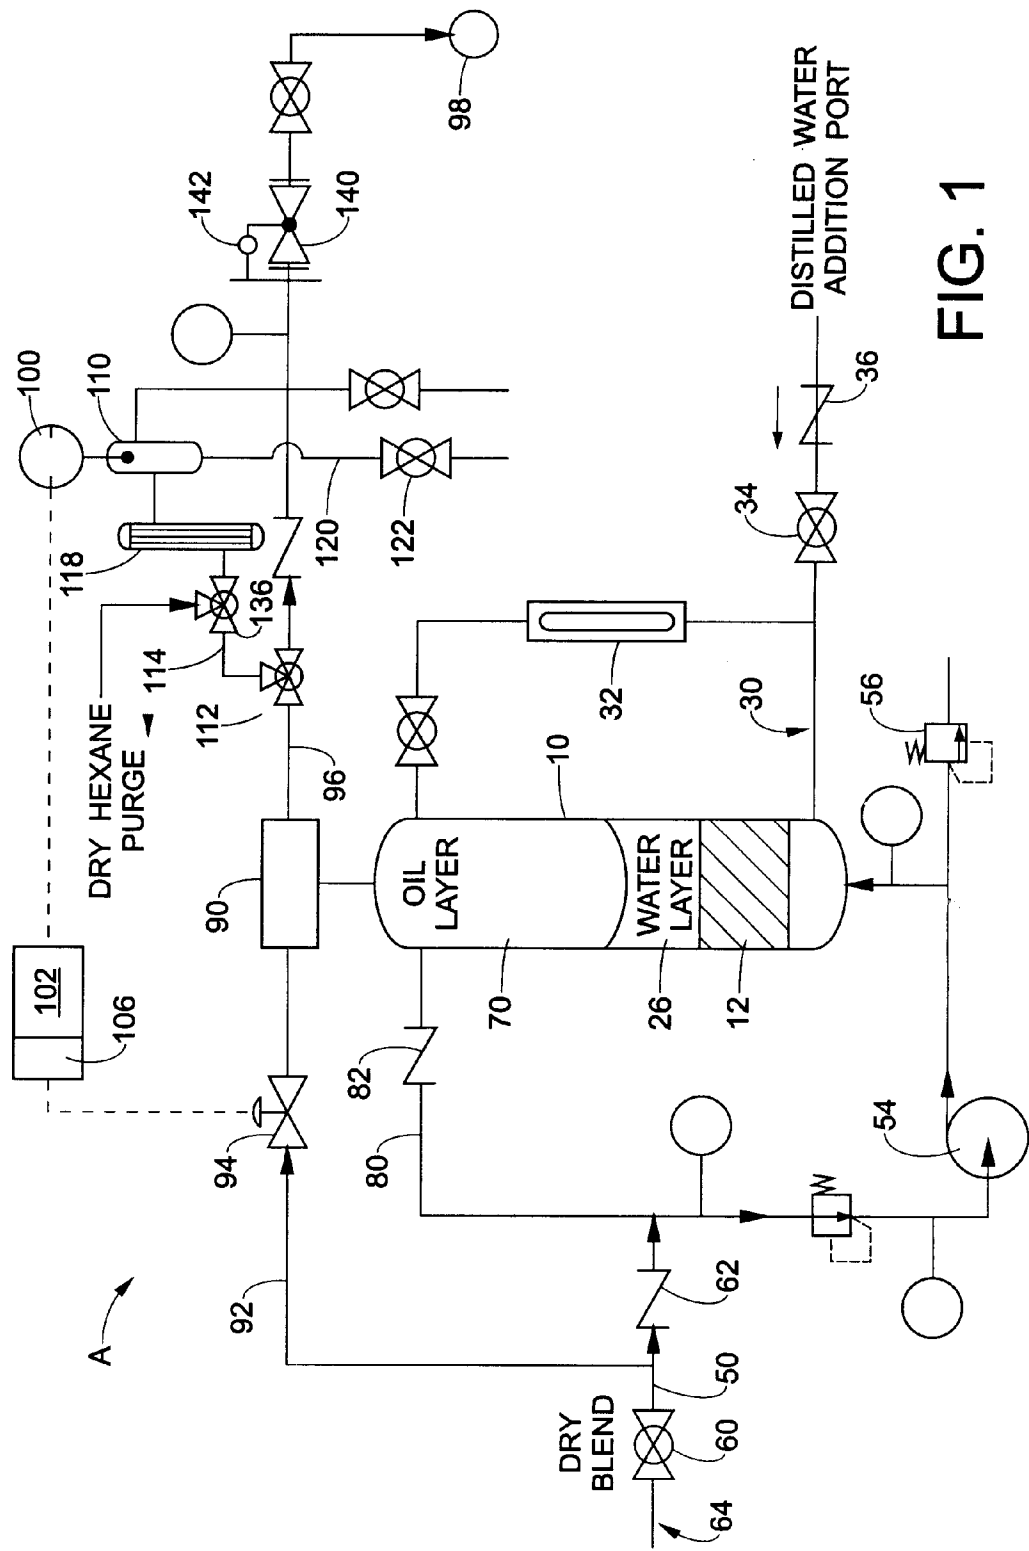 100
102
118
110
A
106
DRY HEXANE
PURGE
114
112
142
94
90
92
136
96
120
140
82
80
122
OIL
LAYER
98
70
10
DRY
BLEND
32
WATER
LAYER
26
64
60
50
62
12
30
34
DISTILLED WATER
ADDITION PORT
36
54
56
FIG. 1